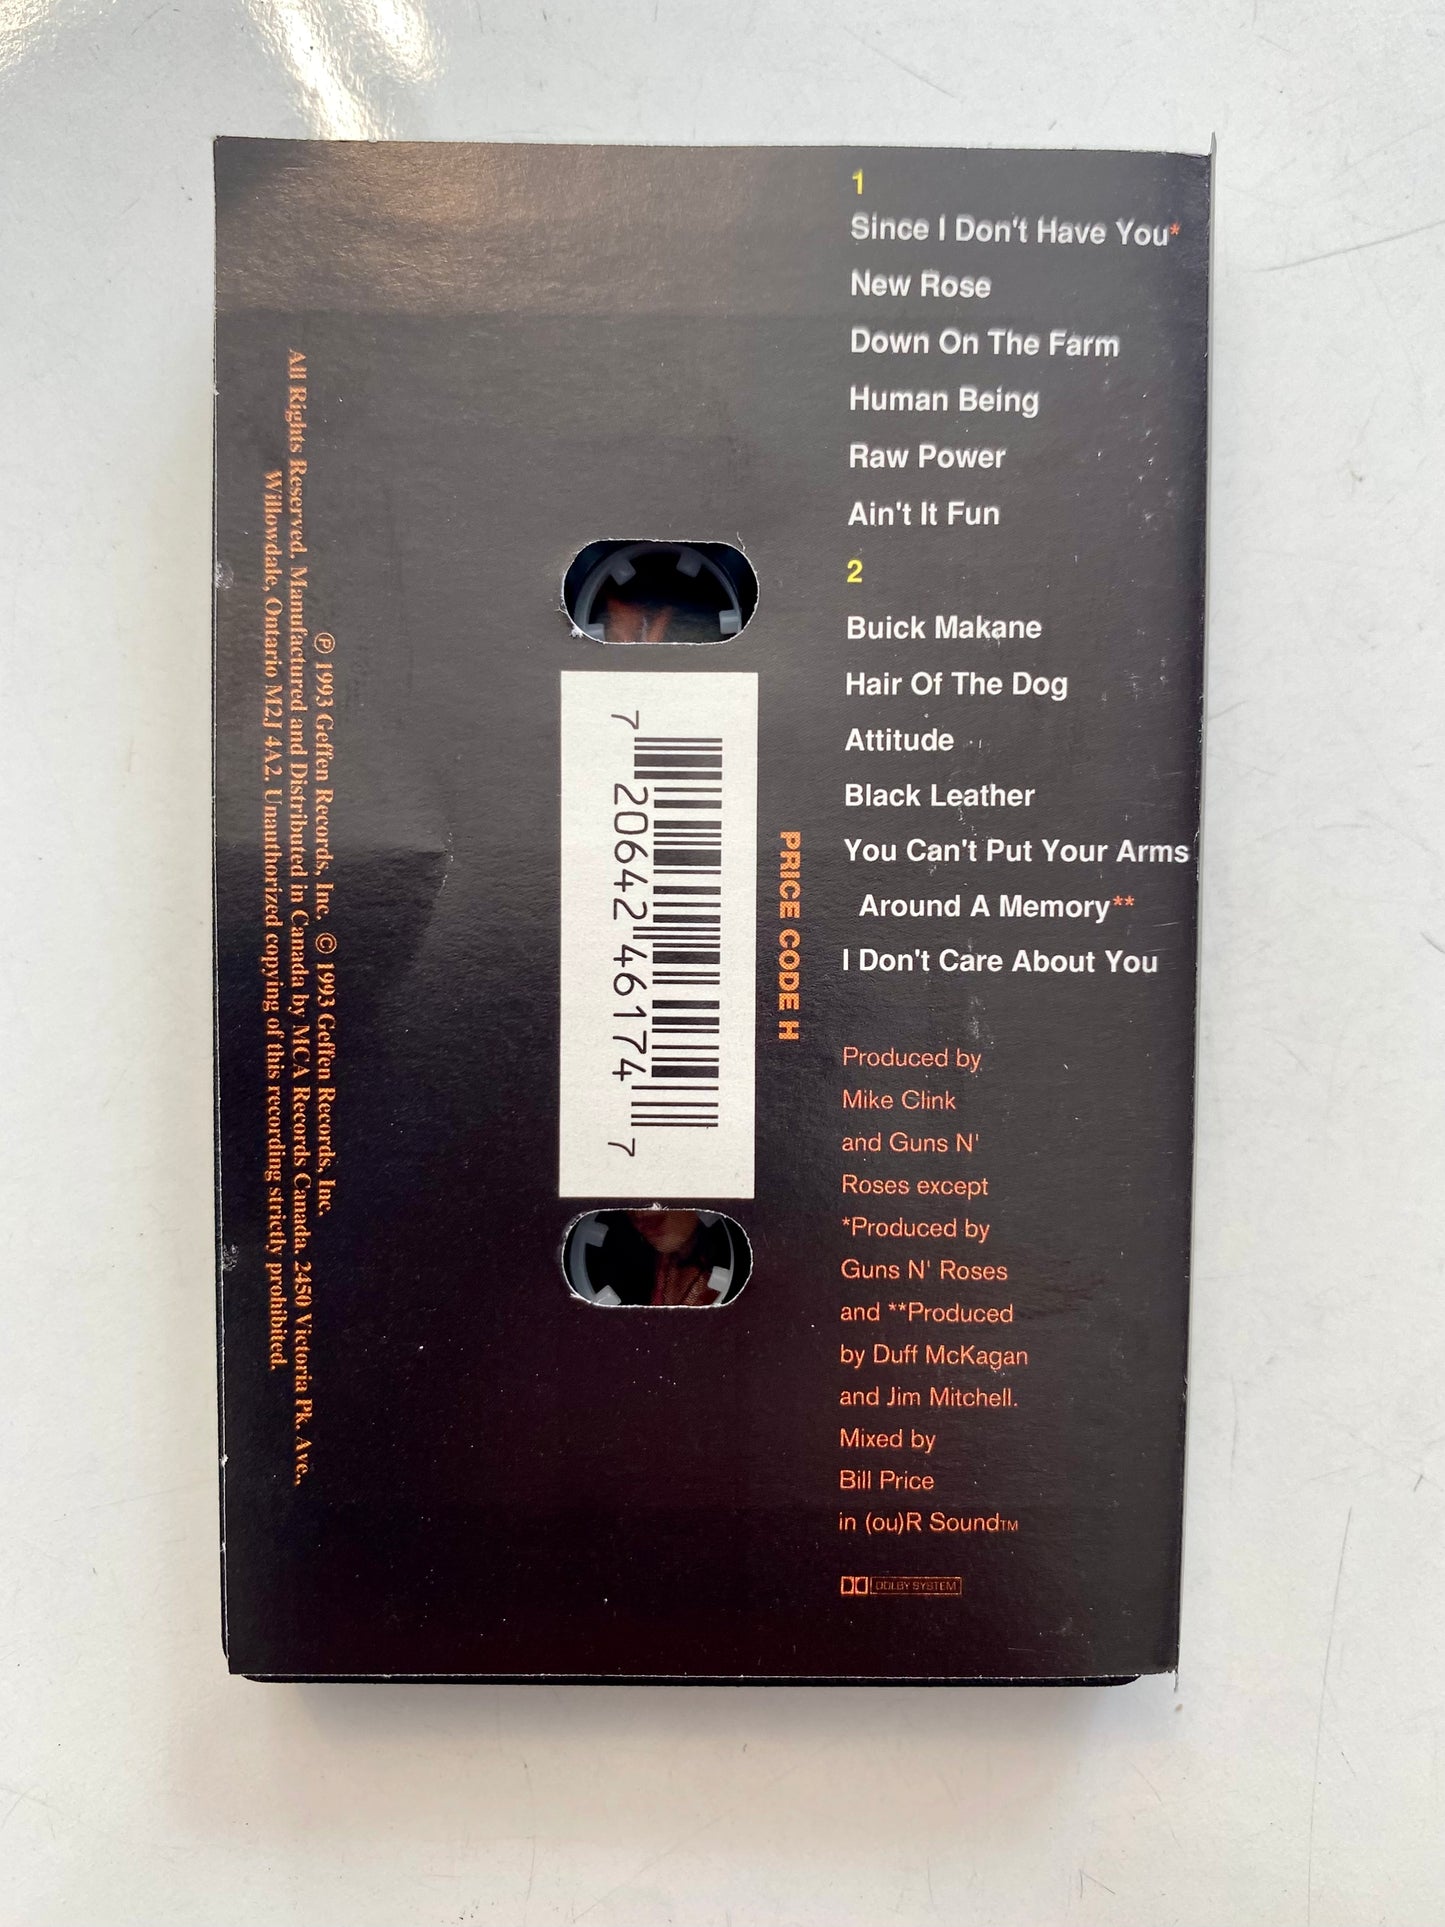 1
Since I Don't Have You*
New Rose
Down On The Farm
Human Being
Raw Power
Ain't It Fun
2
Buick Makane
Hair Of The Dog
Attitude
Black Leather
You Can't Put Your Arms
Around A Memory**
I Don't Care About You
Produced by
Mike Clink
and Guns N'
Roses except
*Produced by
Guns N' Roses
and **Produced
by Duff McKagan
and Jim Mitchell.
Mixed by
Bill Price
in (ou)R Sound™
DOLBY SYSTEM
PRICE CODE H
7 20642 46174 7
℗ 1993 Geffen Records, Inc. © 1993 Geffen Records, Inc.
All Rights Reserved. Manufactured and Distributed in Canada by MCA Records Canada. 2450 Victoria Pk. Ave.,
Willowdale, Ontario M2J 4A2. Unauthorized copying of this recording strictly prohibited.